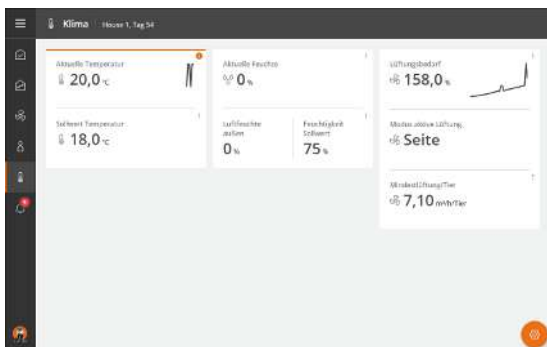 Klima House 1, Tag 54
Aktuelle Temperatur
20,0 °C
Sollwert Temperatur
18,0 °C
Aktuelle Feuchte
0 %
Luftfeuchte außen
0 %
Feuchtigkeit Sollwert
75 %
Lüftungsbedarf
158,0 %
Modus aktive Lüftung
Seite
Mindestlüftung/Tier
7,10 m³/h/Tier